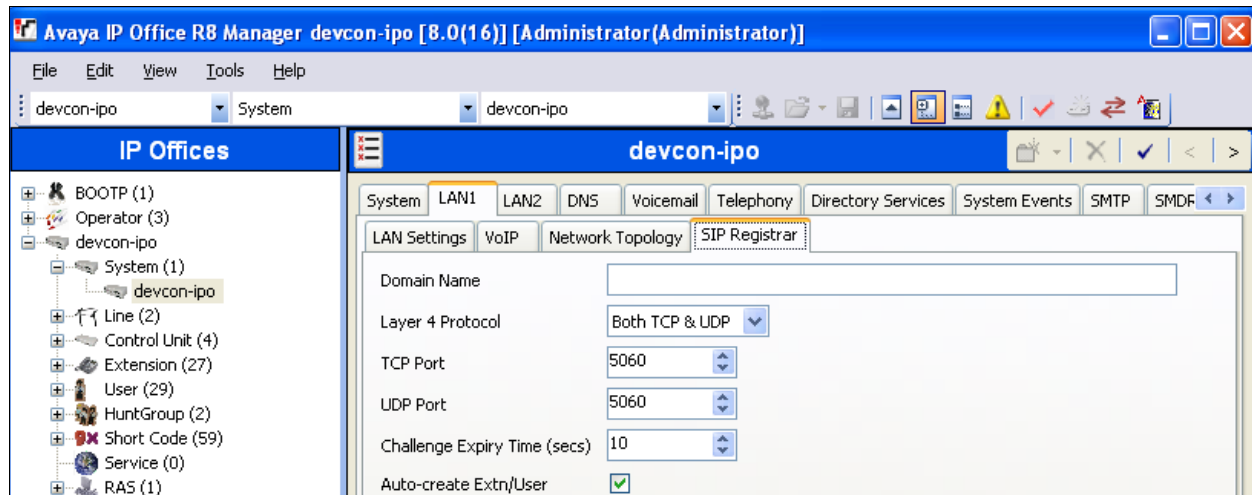 Avaya IP Office R8 Manager devcon-ipo [8.0(16)] [Administrator(Administrator)]
File Edit View Tools Help
devcon-ipo System devcon-ipo
IP Offices
BOOTP (1)
Operator (3)
devcon-ipo
System (1)
devcon-ipo
Line (2)
Control Unit (4)
Extension (27)
User (29)
HuntGroup (2)
Short Code (59)
Service (0)
RAS (1)
devcon-ipo
System LAN1 LAN2 DNS Voicemail Telephony Directory Services System Events SMTP
LAN Settings VoIP Network Topology SIP Registrar
Domain Name
Layer 4 Protocol Both TCP & UDP
TCP Port 5060
UDP Port 5060
Challenge Expiry Time (secs) 10
Auto-create Extn/User